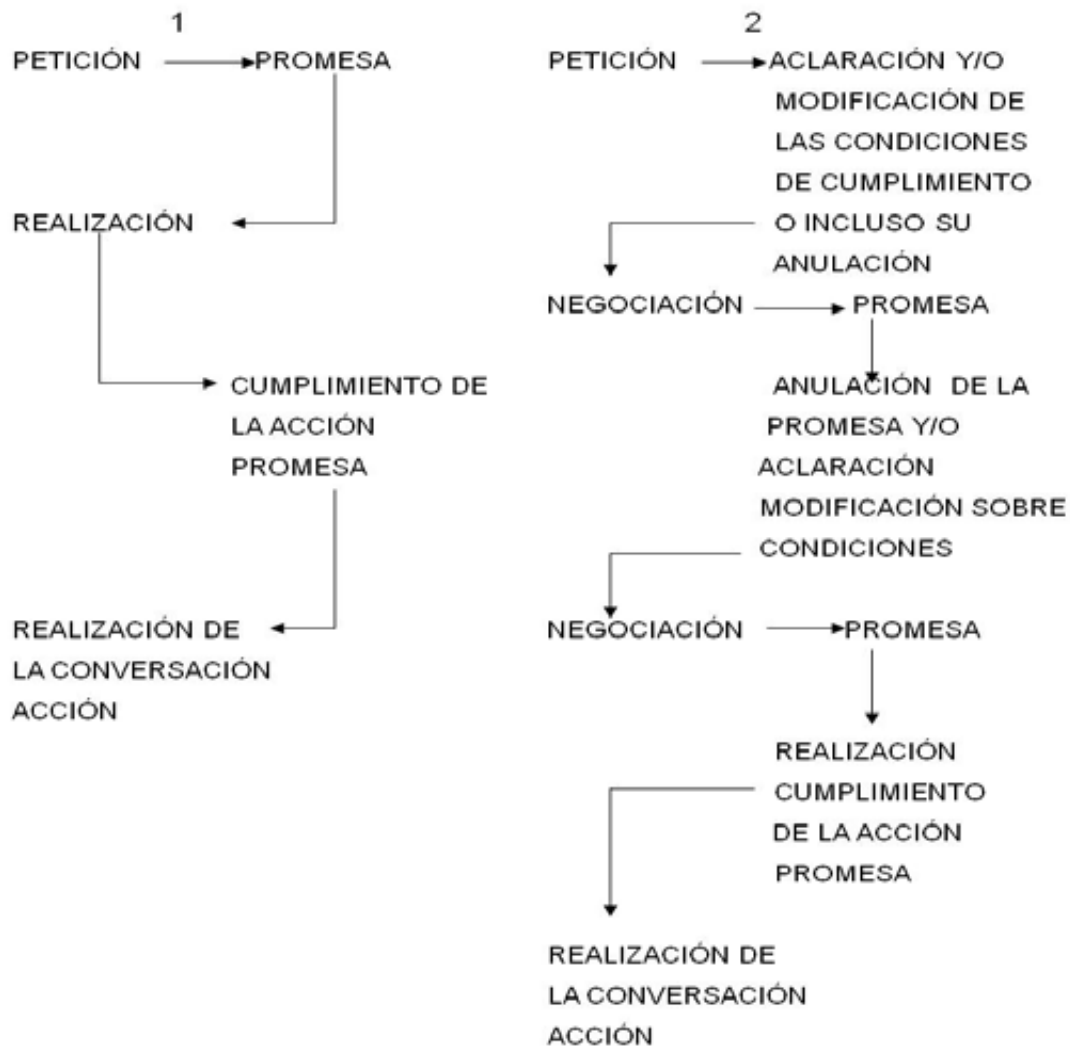 1
PETICIÓN PROMESA
REALIZACIÓN
CUMPLIMIENTO DE
LA ACCIÓN
PROMESA
REALIZACIÓN DE
LA CONVERSACIÓN
ACCIÓN
2
PETICIÓN ACLARACIÓN Y/O
MODIFICACIÓN DE
LAS CONDICIONES
DE CUMPLIMIENTO
O INCLUSO SU
ANULACIÓN
NEGOCIACIÓN PROMESA
ANULACIÓN DE LA
PROMESA Y/O
ACLARACIÓN
MODIFICACIÓN SOBRE
CONDICIONES
NEGOCIACIÓN PROMESA
REALIZACIÓN
CUMPLIMIENTO
DE LA ACCIÓN
PROMESA
REALIZACIÓN DE
LA CONVERSACIÓN
ACCIÓN